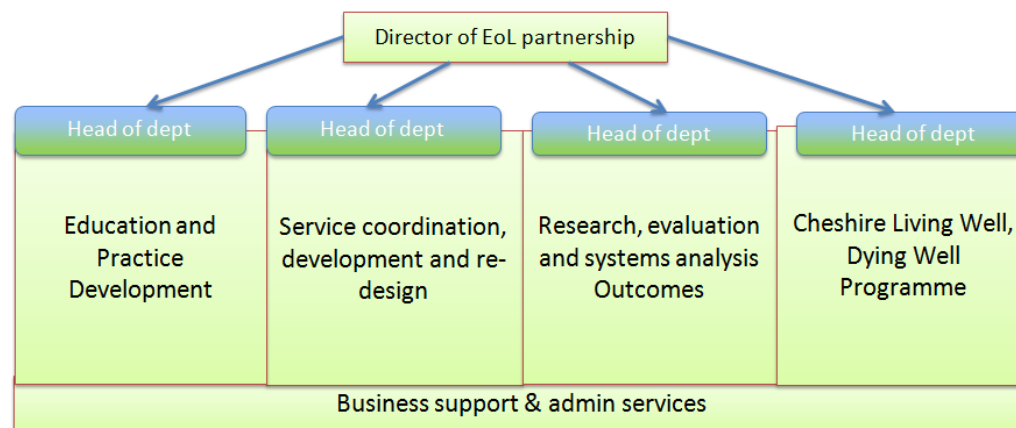 Director of EoL partnership
Head of dept
Head of dept
Head of dept
Head of dept
Education and
Practice
Development
Service coordination,
development and re-
design
Research, evaluation
and systems analysis
Outcomes
Cheshire Living Well,
Dying Well
Programme
Business support & admin services